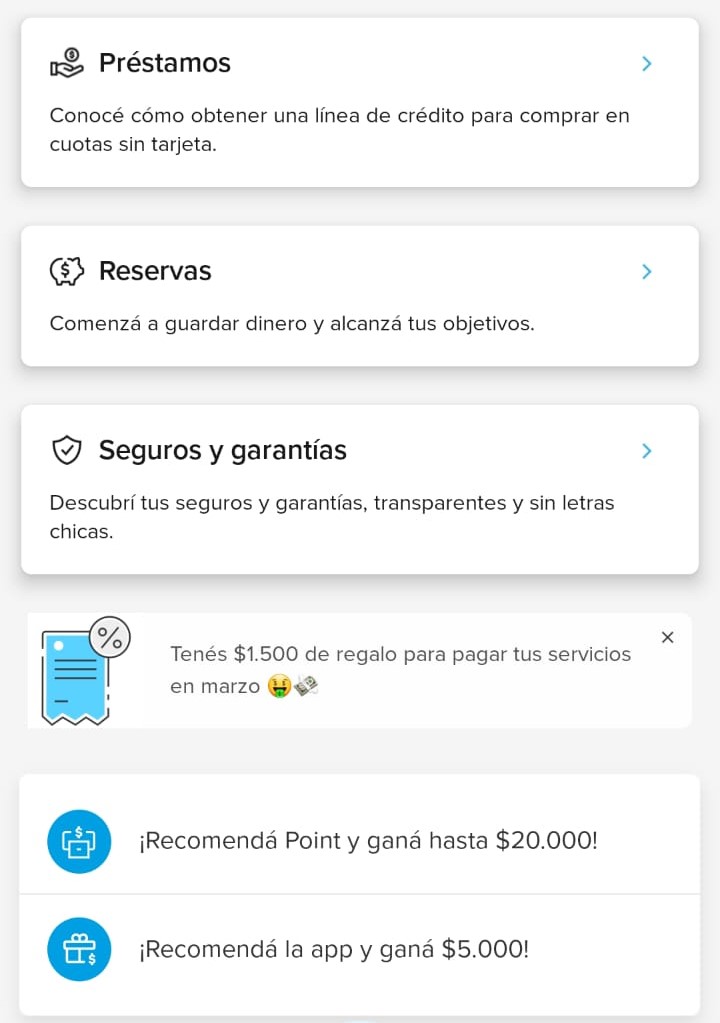 Préstamos
Conocé cómo obtener una línea de crédito para comprar en
cuotas sin tarjeta.
Reservas
Comenzá a guardar dinero y alcanzá tus objetivos.
Seguros y garantías
Descubrí tus seguros y garantías, transparentes y sin letras
chicas.
Tenés $1.500 de regalo para pagar tus servicios
en marzo 🤑💸
¡Recomendá Point y ganá hasta $20.000!
¡Recomendá la app y ganá $5.000!